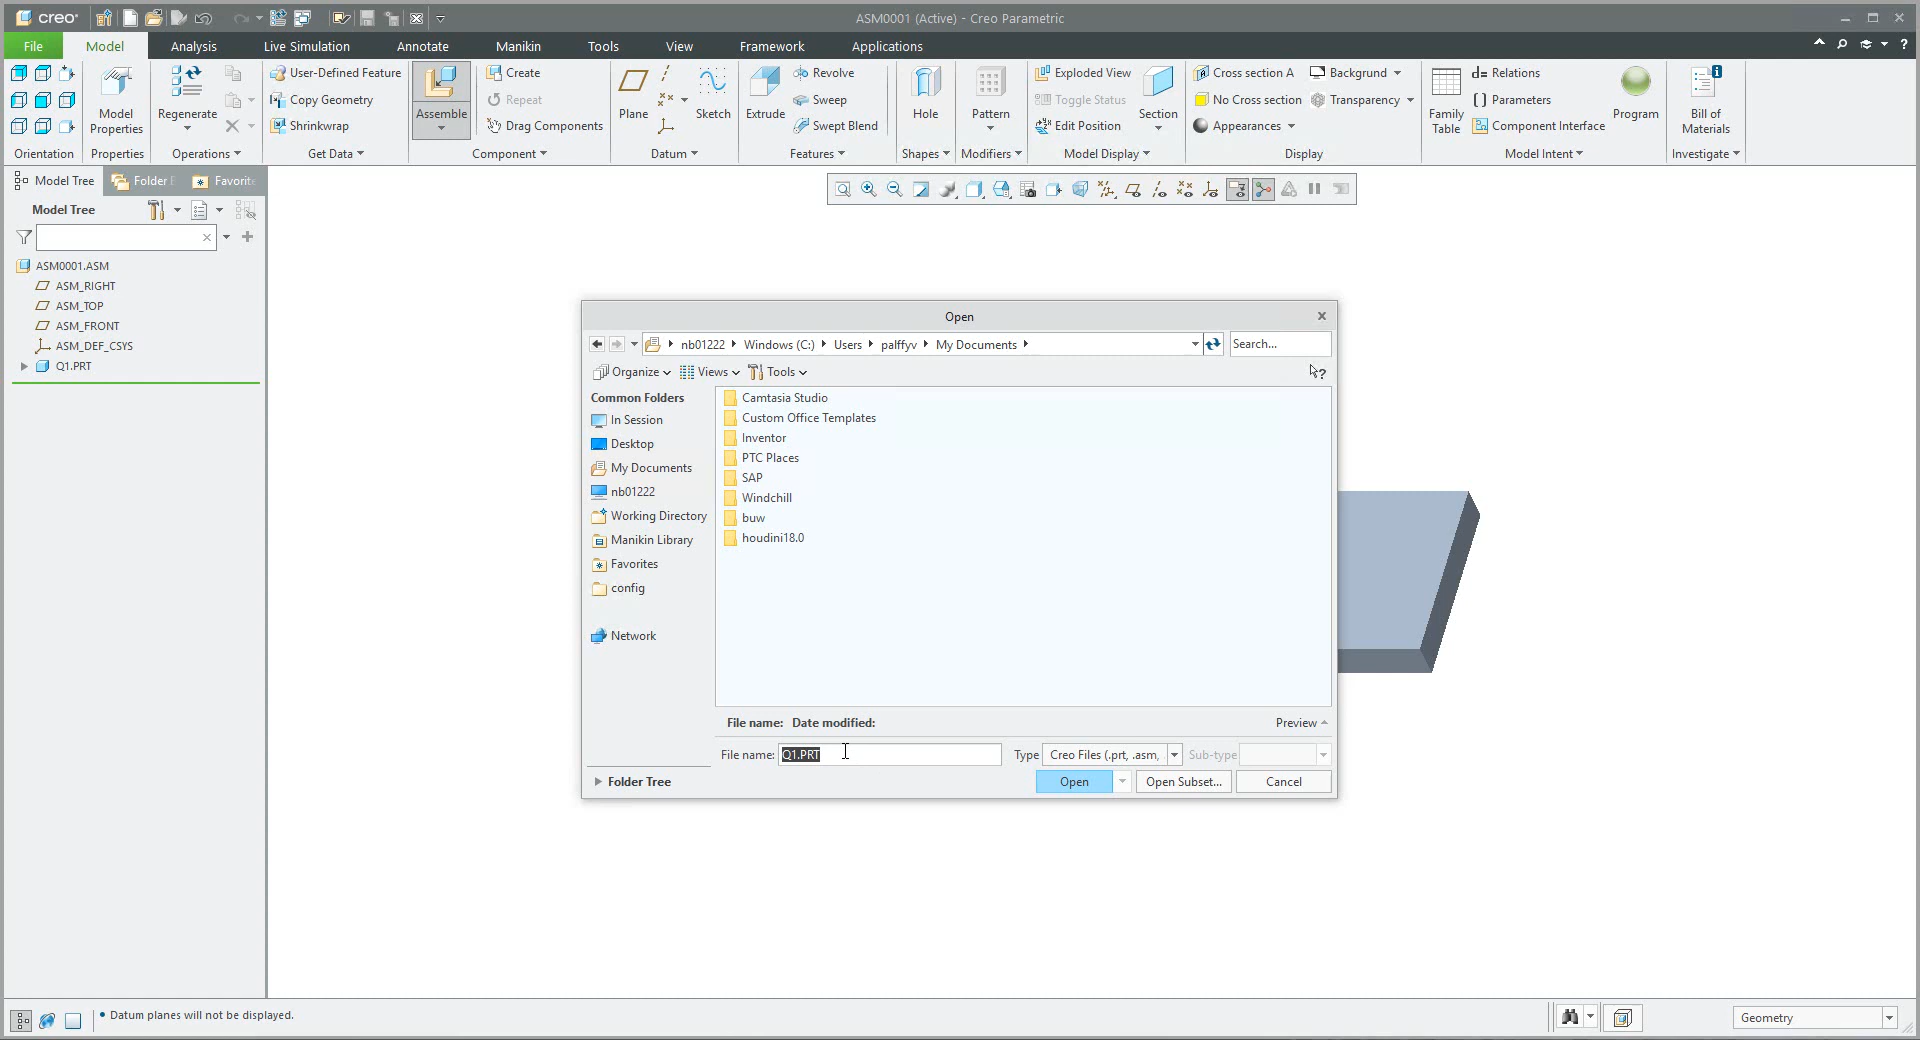 creo° ASM0001 (Active) - Creo Parametric
File Model Analysis Live Simulation Annotate Manikin Tools View Framework Applications
Model Properties
Regenerate
User-Defined Feature
Copy Geometry
Shrinkwrap
Assemble
Create
Repeat
Drag Components
Plane
Sketch
Extrude
Revolve
Sweep
Swept Blend
Hole
Pattern
Exploded View
Toggle Status
Edit Position
Section
Cross section A
No Cross section
Appearances
Background
Transparency
Family Table
Relations
Parameters
Component Interface
Program
Bill of Materials
Orientation Properties Operations Get Data Component Datum Features Shapes Modifiers Model Display Display Model Intent Investigate
Model Tree Folder Favorit
Model Tree
ASM0001.ASM
ASM_RIGHT
ASM_TOP
ASM_FRONT
ASM_DEF_CSYS
Q1.PRT
Open
nb01222 Windows (C:) Users palffyv My Documents Search...
Organize Views Tools
Common Folders
In Session
Desktop
My Documents
nb01222
Working Directory
Manikin Library
Favorites
config
Network
Folder Tree
Camtasia Studio
Custom Office Templates
Inventor
PTC Places
SAP
Windchill
buw
houdini18.0
File name: Date modified: Preview
File name: Q1.PRT Type Creo Files (.prt, .asm, Sub-type
Open Open Subset... Cancel
• Datum planes will not be displayed.
Geometry